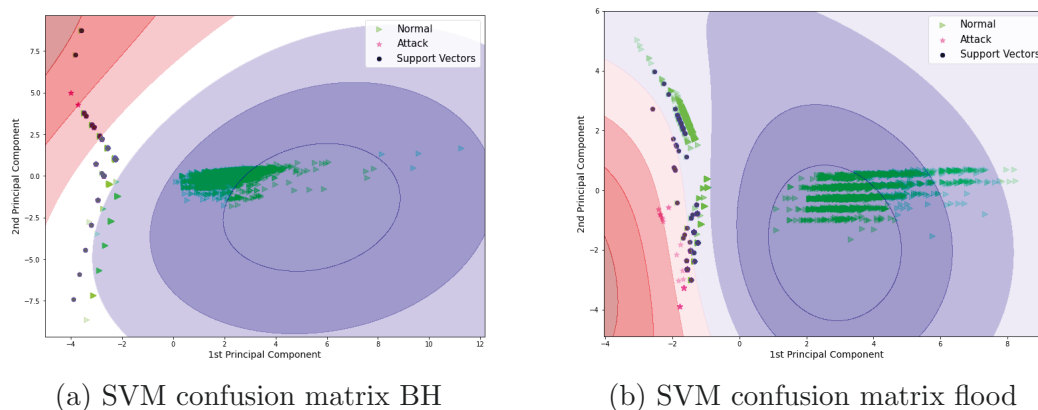 Normal
Attack
Support Vectors
7.5
5.0
2.5
0.0
−2.5
−5.0
−7.5
2nd Principal Component
−4 −2 0 2 4 6 8 10 12
1st Principal Component
(a) SVM confusion matrix BH
Normal
Attack
Support Vectors
6
4
2
0
−2
−4
2nd Principal Component
−4 −2 0 2 4 6 8
1st Principal Component
(b) SVM confusion matrix flood